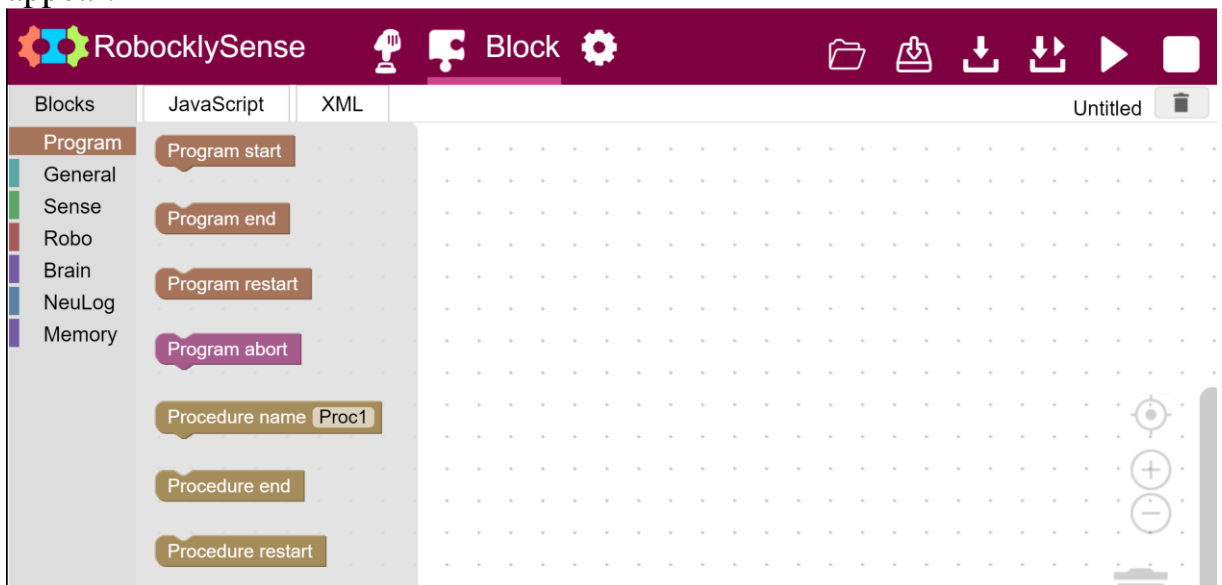 RobocklySense Block
Blocks JavaScript XML Untitled
Program
General
Sense
Robo
Brain
NeuLog
Memory
Program start
Program end
Program restart
Program abort
Procedure name Proc1
Procedure end
Procedure restart